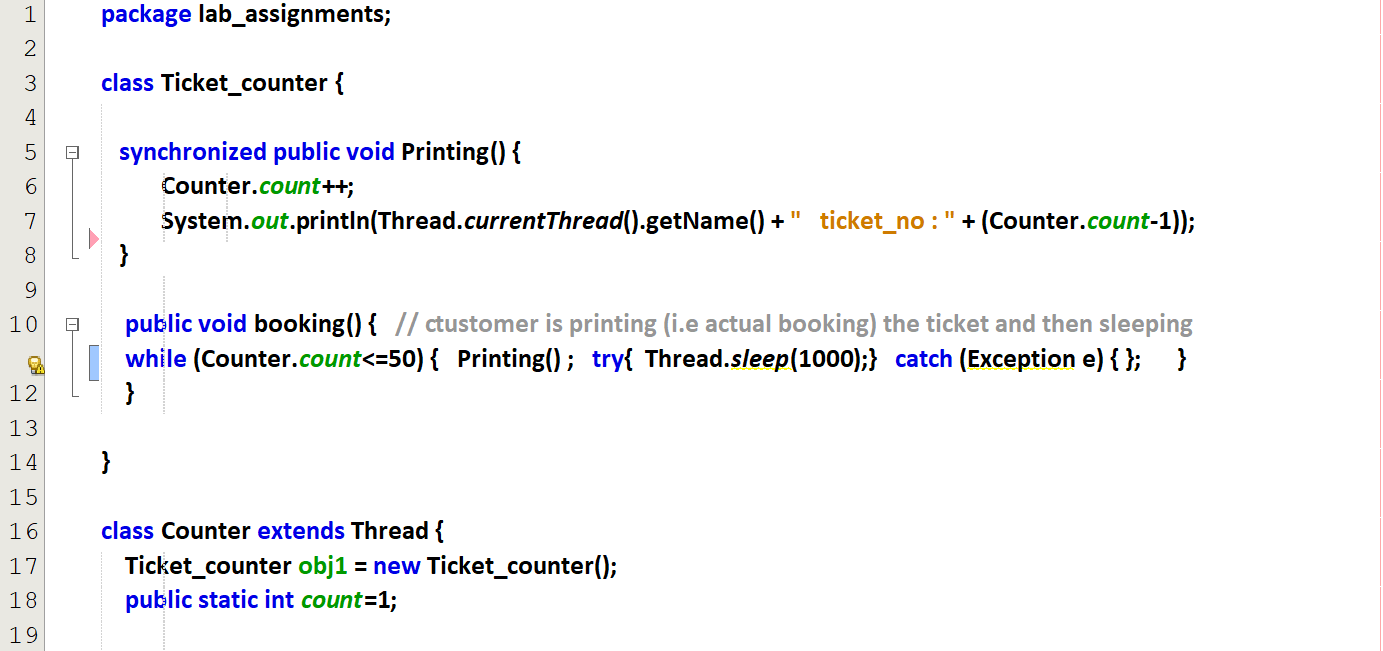 1 package lab_assignments;
2
3 class Ticket_counter {
4
5 synchronized public void Printing() {
6 Counter.count++;
7 System.out.println(Thread.currentThread().getName() + "   ticket_no : " + (Counter.count-1));
8 }
9
10 public void booking() {   // ctustomer is printing (i.e actual booking) the ticket and then sleeping
while (Counter.count<=50) {   Printing() ;   try{  Thread.sleep(1000);}   catch (Exception e) { };      }
12 }
13
14 }
15
16 class Counter extends Thread {
17 Ticket_counter obj1 = new Ticket_counter();
18 public static int count=1;
19